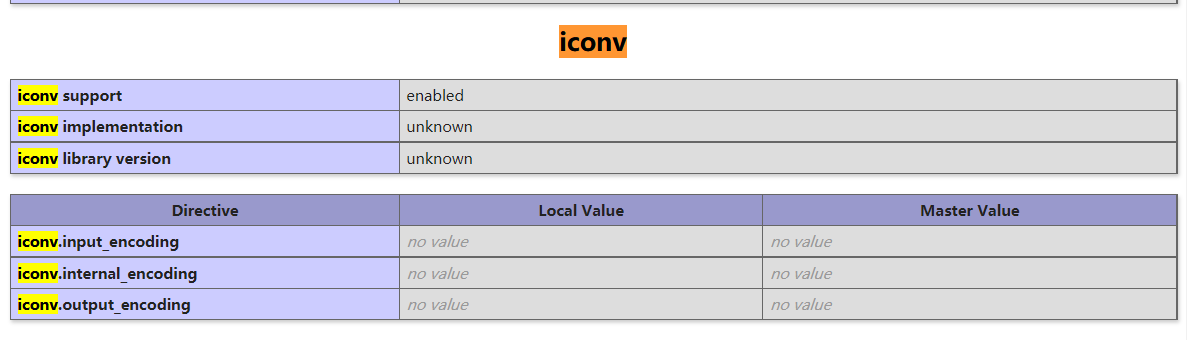 iconv
iconv support enabled
iconv implementation unknown
iconv library version unknown
Directive Local Value Master Value
iconv.input_encoding no value no value
iconv.internal_encoding no value no value
iconv.output_encoding no value no value